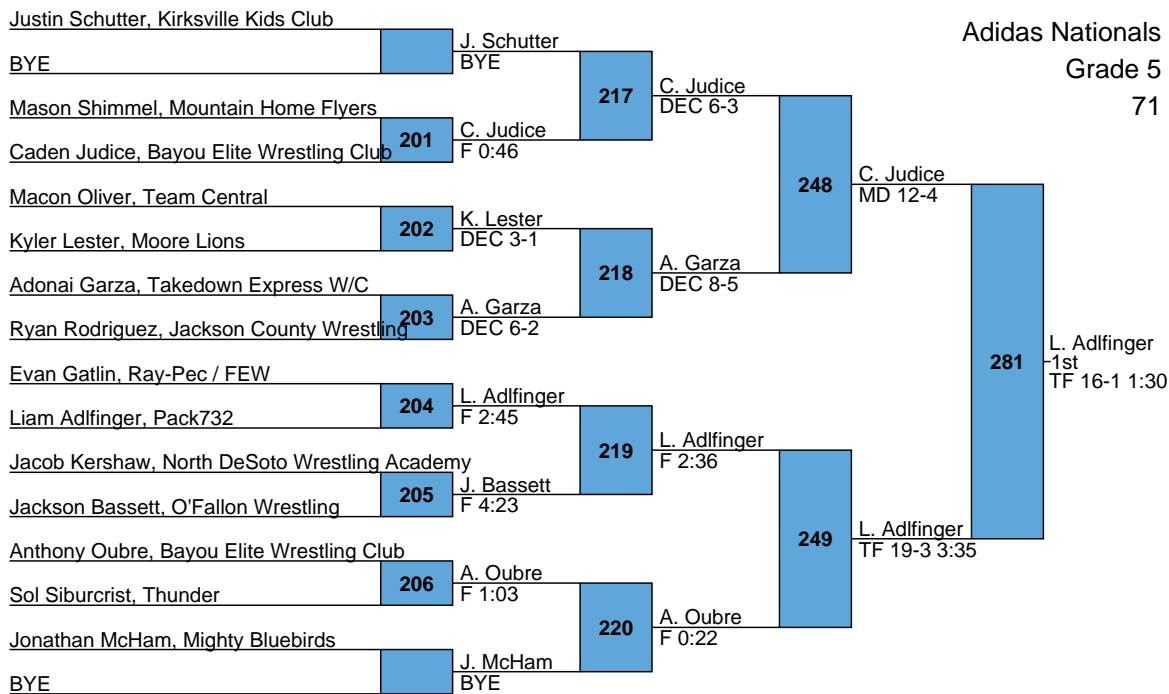 Adidas Nationals
Grade 5
71
Justin Schutter, Kirksville Kids Club
BYE
J. Schutter
BYE
Mason Shimmel, Mountain Home Flyers
201
Caden Judice, Bayou Elite Wrestling Club
C. Judice
F 0:46
217
C. Judice
DEC 6-3
Macon Oliver, Team Central
202
Kyler Lester, Moore Lions
K. Lester
DEC 3-1
Adonai Garza, Takedown Express W/C
203
Ryan Rodriguez, Jackson County Wrestling
A. Garza
DEC 6-2
218
A. Garza
DEC 8-5
248
C. Judice
MD 12-4
Evan Gatlin, Ray-Pec / FEW
204
Liam Adlfinger, Pack732
L. Adlfinger
F 2:45
Jacob Kershaw, North DeSoto Wrestling Academy
205
Jackson Bassett, O'Fallon Wrestling
J. Bassett
F 4:23
219
L. Adlfinger
F 2:36
Anthony Oubre, Bayou Elite Wrestling Club
206
Sol Siburcrist, Thunder
A. Oubre
F 1:03
Jonathan McHam, Mighty Bluebirds
BYE
J. McHam
BYE
220
A. Oubre
F 0:22
249
L. Adlfinger
TF 19-3 3:35
281
L. Adlfinger
1st
TF 16-1 1:30